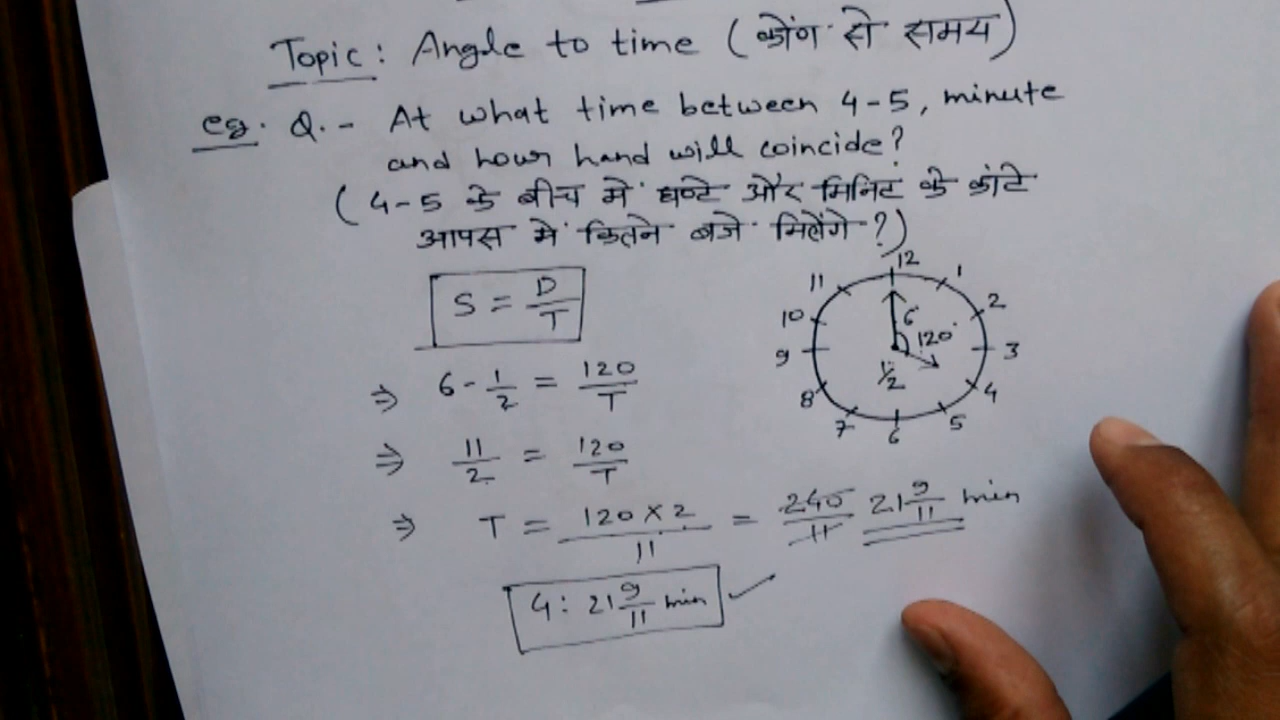 Topic: Angle to time (कोंण से समय)
eg. Q.- At what time between 4-5, minute
and hour hand will coincide?
(4-5 के बीच में घण्टे और मिनिट के कांटे
आपस में कितने बजे मिलेंगे?)
S = D/T
⇒ 6 - 1/2 = 120/T
⇒ 11/2 = 120/T
⇒ T = 120 × 2/11 = 240/11 21 9/11 min
4: 21 9/11 min ✓
12
11 1
10 2
6°
120°
9 3
1/2
8 4
7 5
6